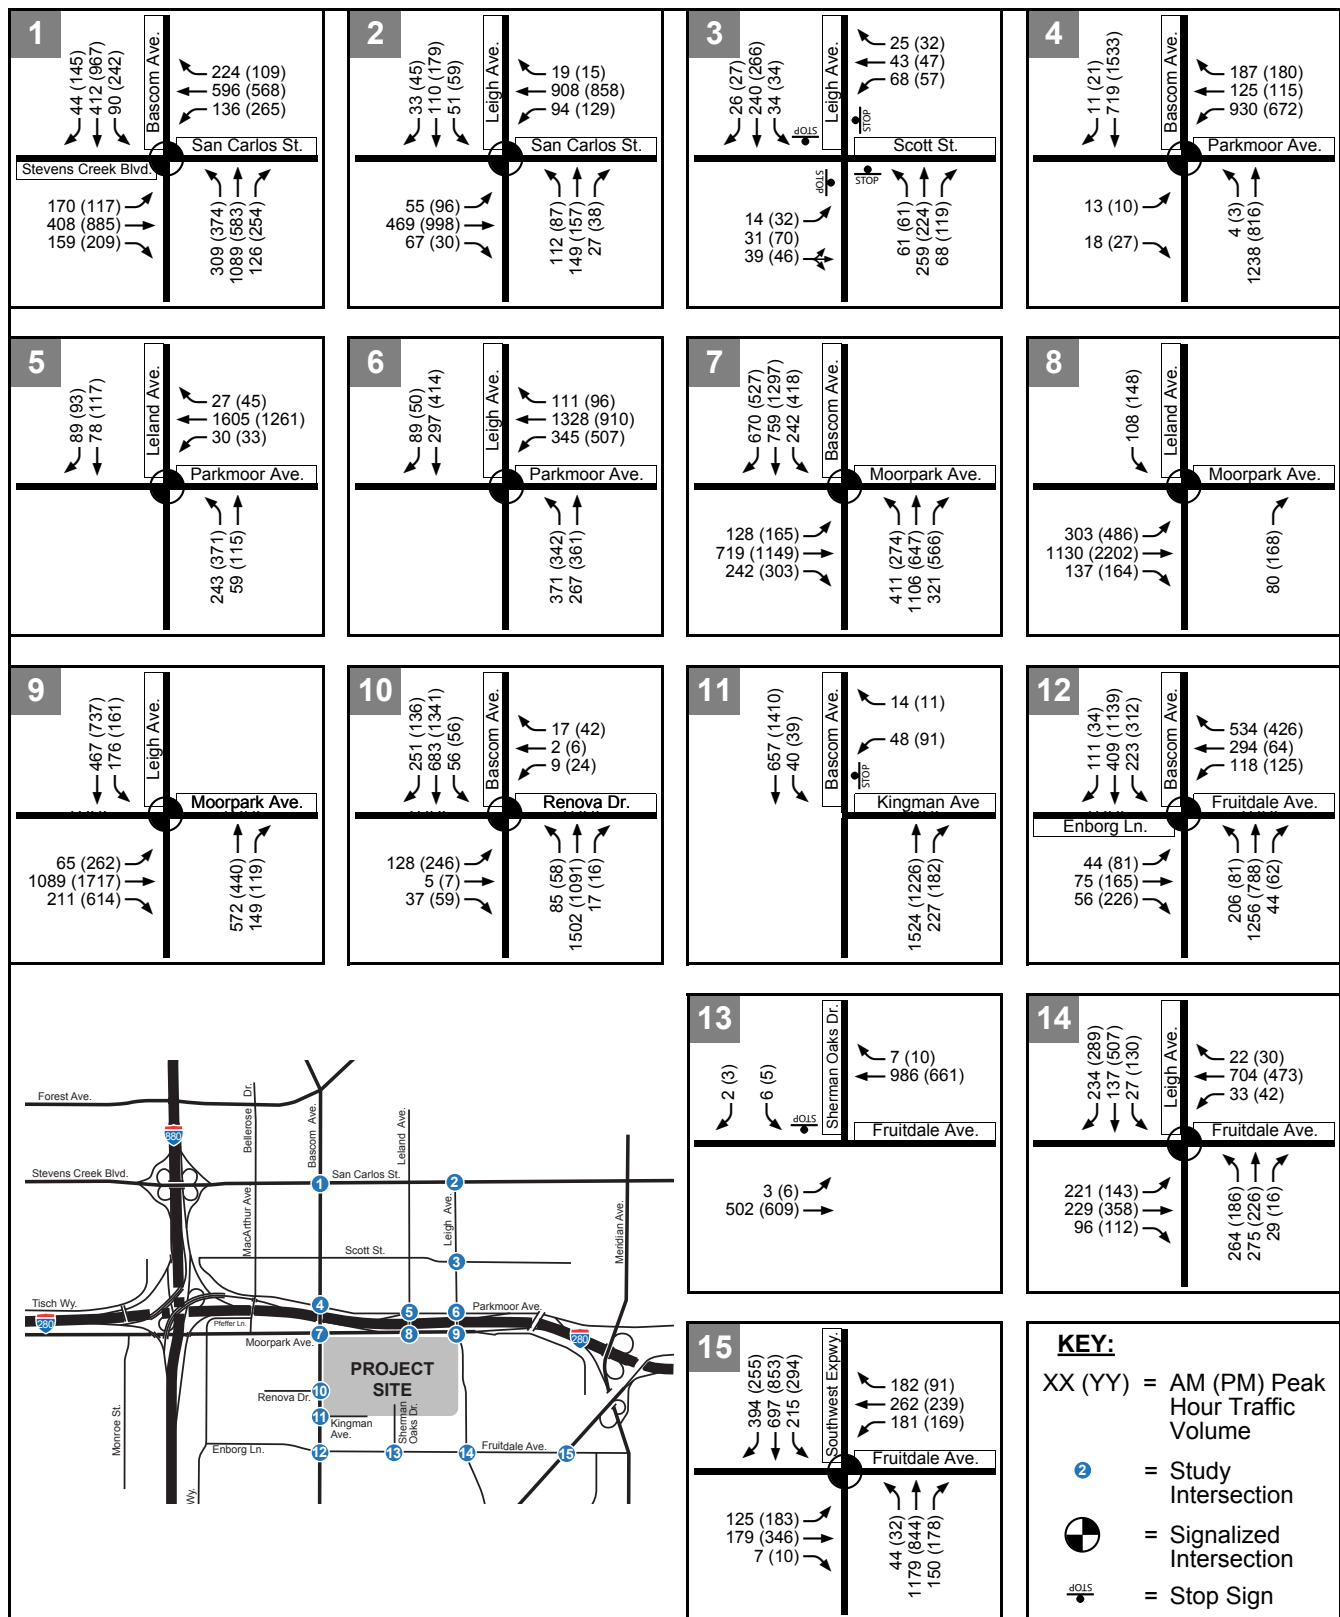 1
44 (145)
412 (967)
90 (242)
Bascom Ave.
224 (109)
596 (568)
136 (265)
San Carlos St.
Stevens Creek Blvd.
170 (117)
408 (885)
159 (209)
309 (374)
1089 (583)
126 (254)
2
33 (45)
110 (179)
51 (59)
Leigh Ave.
19 (15)
908 (858)
94 (129)
San Carlos St.
55 (96)
469 (998)
67 (30)
112 (87)
149 (157)
27 (38)
3
26 (27)
240 (266)
34 (34)
Leigh Ave.
25 (32)
43 (47)
68 (57)
STOP
STOP
Scott St.
STOP
STOP
14 (32)
31 (70)
39 (46)
61 (61)
259 (224)
68 (119)
4
11 (21)
719 (1533)
Bascom Ave.
187 (180)
125 (115)
930 (672)
Parkmoor Ave.
13 (10)
18 (27)
4 (3)
1238 (816)
5
89 (93)
78 (117)
Leland Ave.
27 (45)
1605 (1261)
30 (33)
Parkmoor Ave.
243 (371)
59 (115)
6
89 (50)
297 (414)
Leigh Ave.
111 (96)
1328 (910)
345 (507)
Parkmoor Ave.
371 (342)
267 (361)
7
670 (527)
759 (1297)
242 (418)
Bascom Ave.
Moorpark Ave.
128 (165)
719 (1149)
242 (303)
411 (274)
1106 (647)
321 (566)
8
108 (148)
Leland Ave.
Moorpark Ave.
303 (486)
1130 (2202)
137 (164)
80 (168)
9
467 (737)
176 (161)
Leigh Ave.
Moorpark Ave.
65 (262)
1089 (1717)
211 (614)
572 (440)
149 (119)
10
251 (136)
683 (1341)
56 (56)
Bascom Ave.
17 (42)
2 (6)
9 (24)
Renova Dr.
128 (246)
5 (7)
37 (59)
85 (58)
1502 (1091)
17 (16)
11
657 (1410)
40 (39)
Bascom Ave.
14 (11)
48 (91)
STOP
Kingman Ave
1524 (1226)
227 (182)
12
111 (34)
409 (1139)
223 (312)
Bascom Ave.
534 (426)
294 (64)
118 (125)
Fruitdale Ave.
Enborg Ln.
44 (81)
75 (165)
56 (226)
206 (81)
1256 (788)
44 (62)
13
2 (3)
6 (5)
STOP
Sherman Oaks Dr.
7 (10)
986 (661)
Fruitdale Ave.
3 (6)
502 (609)
14
234 (289)
137 (507)
27 (130)
Leigh Ave.
22 (30)
704 (473)
33 (42)
Fruitdale Ave.
221 (143)
229 (358)
96 (112)
264 (186)
275 (226)
29 (16)
Forest Ave.
880
Bellerose Dr.
Bascom Ave.
Leland Ave.
Stevens Creek Blvd.
San Carlos St.
1
2
MacArthur Ave.
Leigh Ave.
Meridian Ave.
Scott St.
3
Tisch Wy.
280
Pfeffer Ln.
4
5
6
Parkmoor Ave.
Moorpark Ave.
7
8
9
280
PROJECT
SITE
Renova Dr.
10
11
Kingman
Ave.
Sherman
Oaks Dr.
Monroe St.
Enborg Ln.
12
13
14
Fruitdale Ave.
15
Wy.
15
394 (255)
697 (853)
215 (294)
Southwest Expwy.
182 (91)
262 (239)
181 (169)
Fruitdale Ave.
125 (183)
179 (346)
7 (10)
44 (32)
1179 (844)
150 (178)
KEY:
XX (YY) = AM (PM) Peak
Hour Traffic
Volume
2 = Study
Intersection
= Signalized
Intersection
STOP = Stop Sign